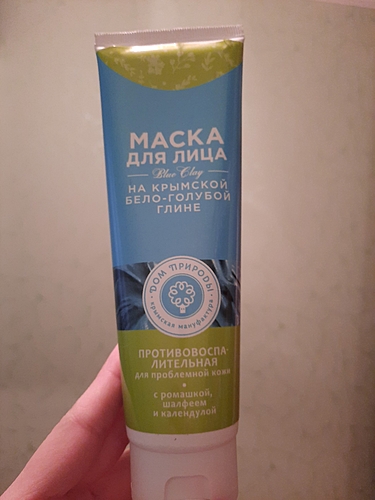 МАСКА
ДЛЯ ЛИЦА
Blue Clay
НА КРЫМСКОЙ
БЕЛО-ГОЛУБОЙ
ГЛИНЕ
ДОМ ПРИРОДЫ
крымская мануфактура
ПРОТИВОВОСПА-
ЛИТЕЛЬНАЯ
для проблемной кожи
с ромашкой,
шалфеем
и календулой